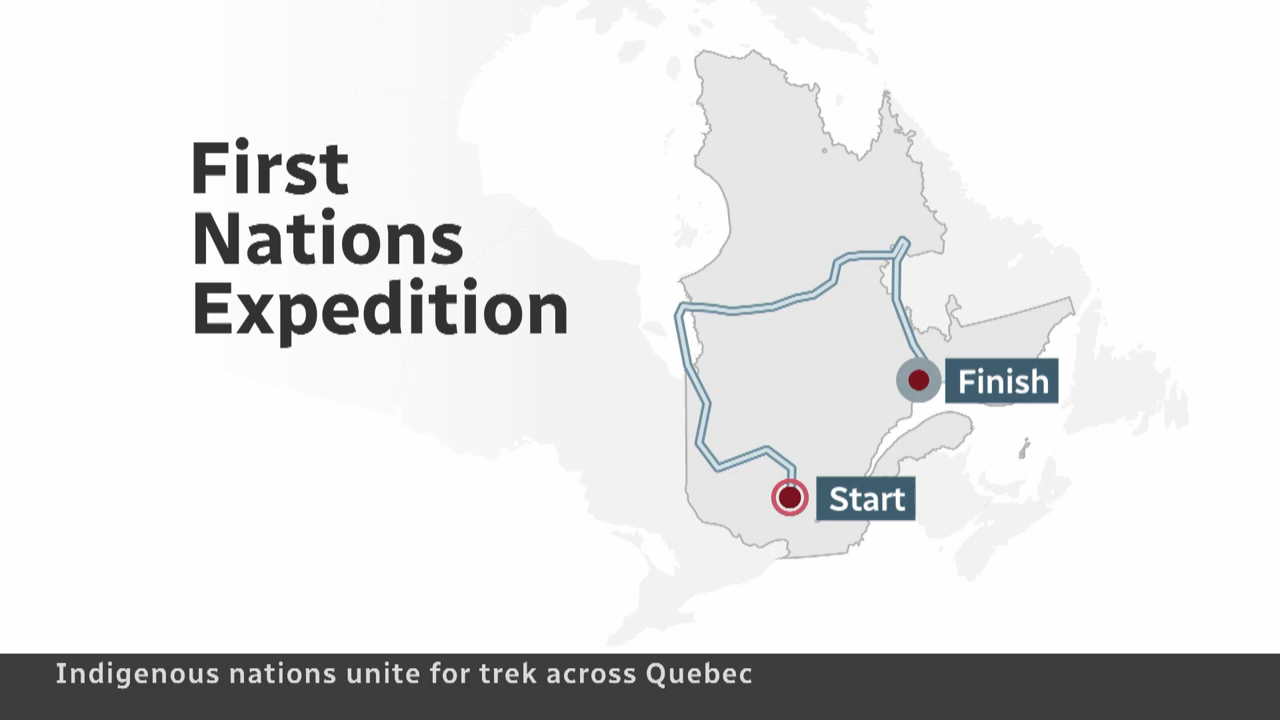 First
Nations
Expedition
Finish
Start
Indigenous nations unite for trek across Quebec